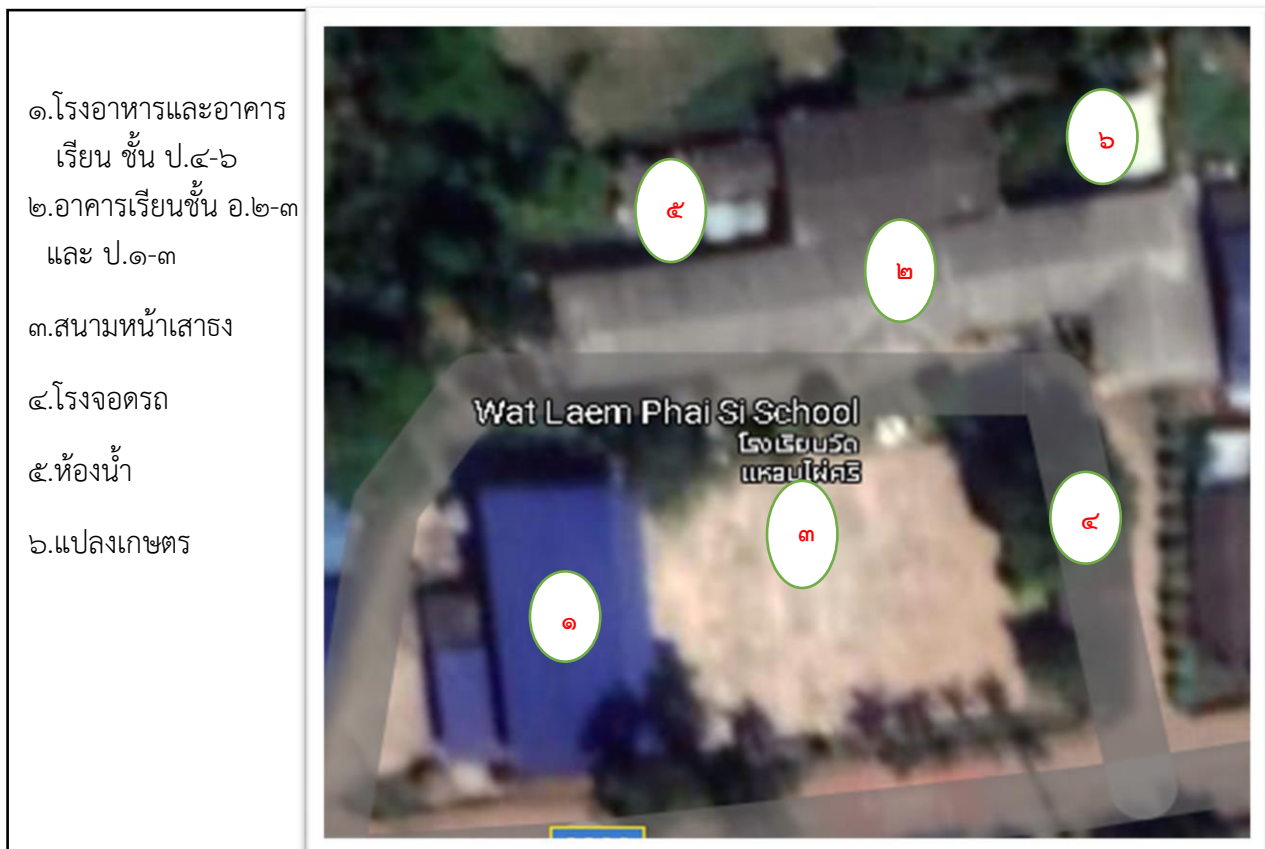 ๑.โรงอาหารและอาคาร
เรียน ชั้น ป.๔-๖
๒.อาคารเรียนชั้น อ.๒-๓
และ ป.๑-๓
๓.สนามหน้าเสาธง
๔.โรงจอดรถ
๕.ห้องน้ำ
๖.แปลงเกษตร
๖
๕
๒
Wat Laem Phai Si School
โรงเรียนวัด
แหลมไผ่ศรี
๓
๔
๑